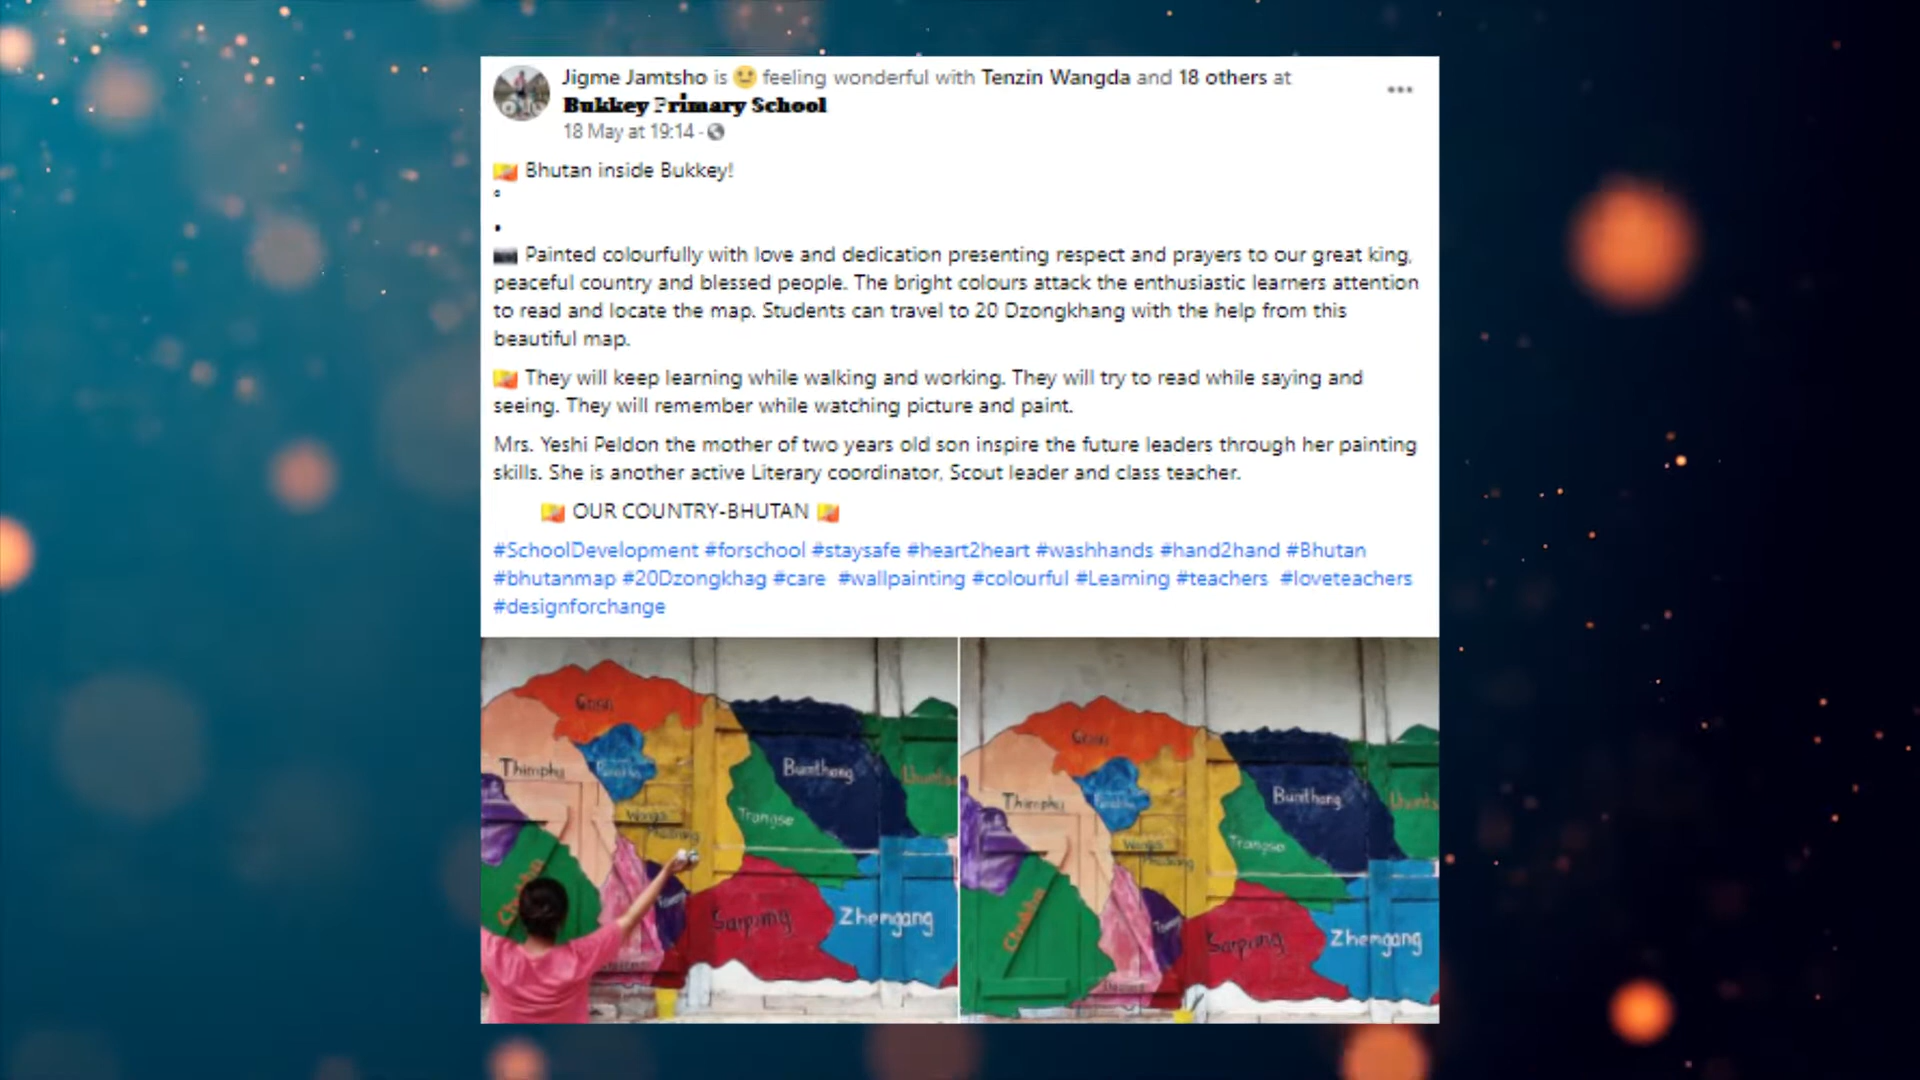 Jigme Jamtsho is feeling wonderful with Tenzin Wangda and 18 others at
Bukkey Primary School
18 May at 19:14
Bhutan inside Bukkey!
Painted colourfully with love and dedication presenting respect and prayers to our great king,
peaceful country and blessed people. The bright colours attack the enthusiastic learners attention
to read and locate the map. Students can travel to 20 Dzongkhang with the help from this
beautiful map.
They will keep learning while walking and working. They will try to read while saying and
seeing. They will remember while watching picture and paint.
Mrs. Yeshi Peldon the mother of two years old son inspire the future leaders through her painting
skills. She is another active Literary coordinator, Scout leader and class teacher.
OUR COUNTRY-BHUTAN
#SchoolDevelopment #forschool #staysafe #heart2heart #washhands #hand2hand #Bhutan
#bhutanmap #20Dzongkhag #care #wallpainting #colourful #Learning #teachers #loveteachers
#designforchange
Thimphu
Bumthang
Trongse
Sarpang
Zhemgang
Thimphu
Bumthang
Trongse
Sarpang
Zhemgang